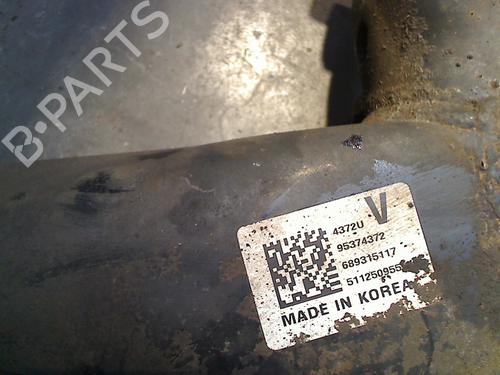 B-PARTS
4372U V
95374372
689315117
511250955
MADE IN KOREA